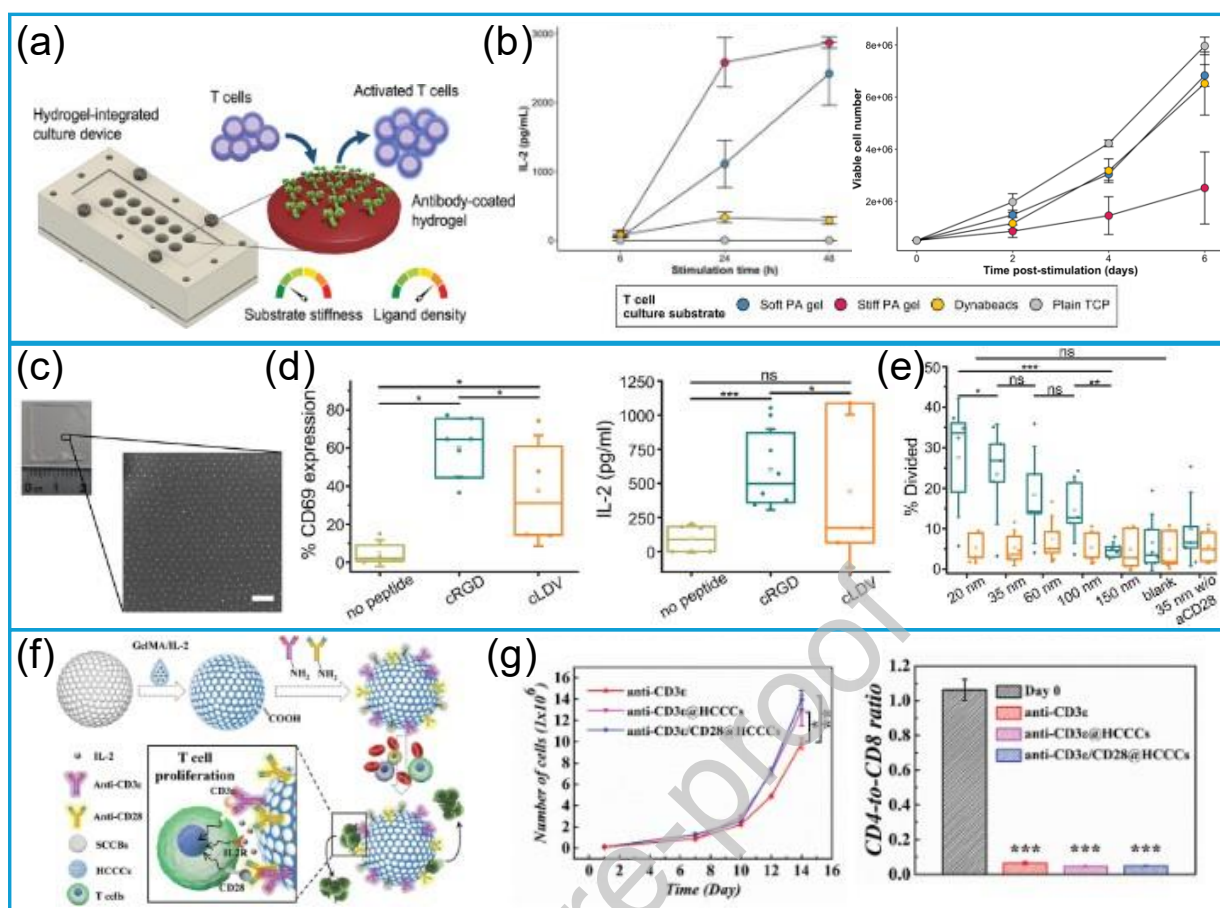 (a)
Hydrogel-integrated
culture device
T cells
Activated T cells
Antibody-coated
hydrogel
Substrate stiffness
Ligand
density
(b)
IL-2 (pg/mL)
3000
2000
1000
0
6
24
48
Stimulation time (h)
Viable cell number
8e+06
6e+06
4e+06
2e+06
0
2
4
6
Time post-stimulation (days)
T cell
culture substrate
Soft PA gel
Stiff PA gel
Dynabeads
Plain TCP
(c)
0 cm 1
(d)
% CD69 expression
80
60
40
20
0
*
*
*
no peptide
cRGD
cLDV
IL-2 (pg/ml)
1250
1000
750
500
250
0
ns
***
*
no peptide
cRGD
cLDV
(e)
% Divided
50
40
30
20
10
0
ns
***
*
ns
ns
**
20 nm
35 nm
60 nm
100 nm
150 nm
blank
35 nm w/o
aCD28
(f)
GelMA/IL-2
NH2
NH2
COOH
IL-2
Anti-CD3ε
Anti-CD28
SCCBs
HCCCs
T cells
T cell
proliferation
CD3ε
IL2R
CD28
(g)
Number of cells (1x10⁶)
16
14
12
10
8
6
4
2
0
anti-CD3ε
anti-CD3ε@HCCCs
anti-CD3ε/CD28@HCCCs
0
2
4
6
8
10
12
14
16
Time (Day)
CD4-to-CD8 ratio
1.2
1.0
0.8
0.6
0.4
0.2
0.0
Day 0
anti-CD3ε
anti-CD3ε@HCCCs
anti-CD3ε/CD28@HCCCs
***
***
***